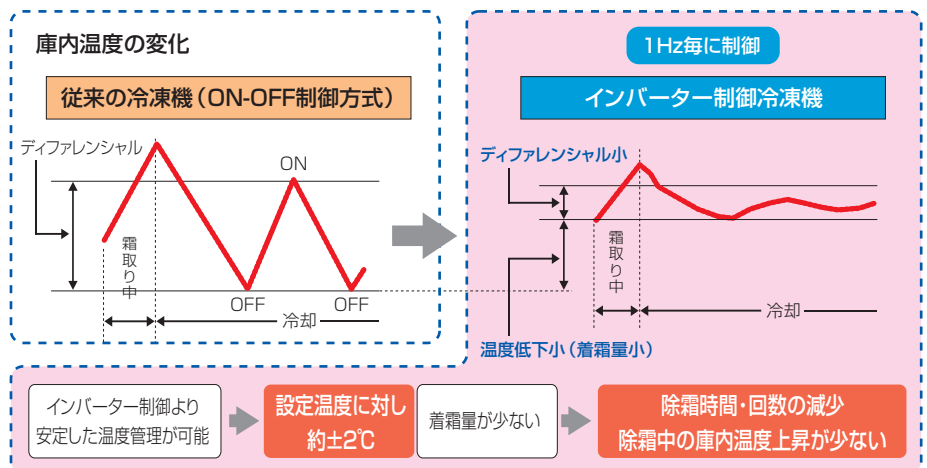 庫内温度の変化
従来の冷凍機（ON-OFF制御方式）
ディファレンシャル
ON
霜取り中
OFF
OFF
冷却
1Hz毎に制御
インバーター制御冷凍機
ディファレンシャル小
霜取り中
冷却
温度低下小（着霜量小）
インバーター制御より
安定した温度管理が可能
設定温度に対し
約±2℃
着霜量が少ない
除霜時間・回数の減少
除霜中の庫内温度上昇が少ない